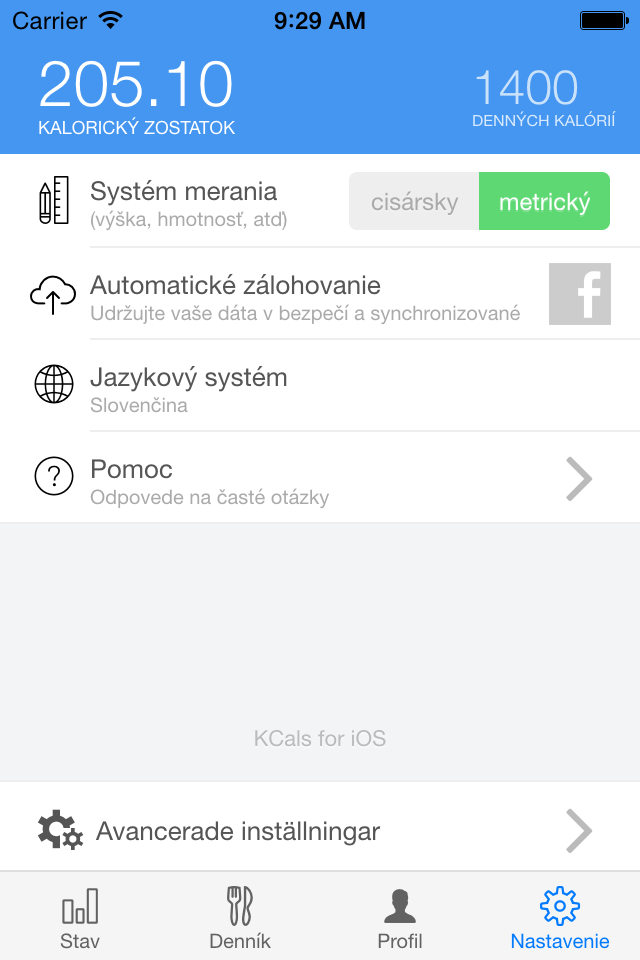 Carrier 9:29 AM
205.10
KALORICKÝ ZOSTATOK
1400
DENNÝCH KALÓRIÍ
Systém merania
(výška, hmotnosť, atd)
cisársky metrický
Automatické zálohovanie
Udržujte vaše dáta v bezpečí a synchronizované
f
Jazykový systém
Slovenčina
?
Pomoc
Odpovede na časté otázky
KCals for iOS
Avancerade inställningar
Stav Denník Profil Nastavenie